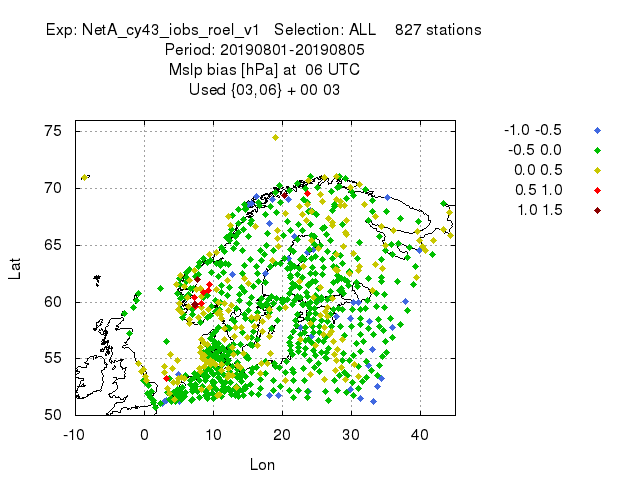 Exp: NetA_cy43_iobs_roel_v1 Selection: ALL 827 stations
Period: 20190801-20190805
Mslp bias [hPa] at 06 UTC
Used {03,06} + 00 03
75
70
65
60
55
50
-10 0 10 20 30 40
Lat
Lon
-1.0 -0.5
-0.5 0.0
0.0 0.5
0.5 1.0
1.0 1.5